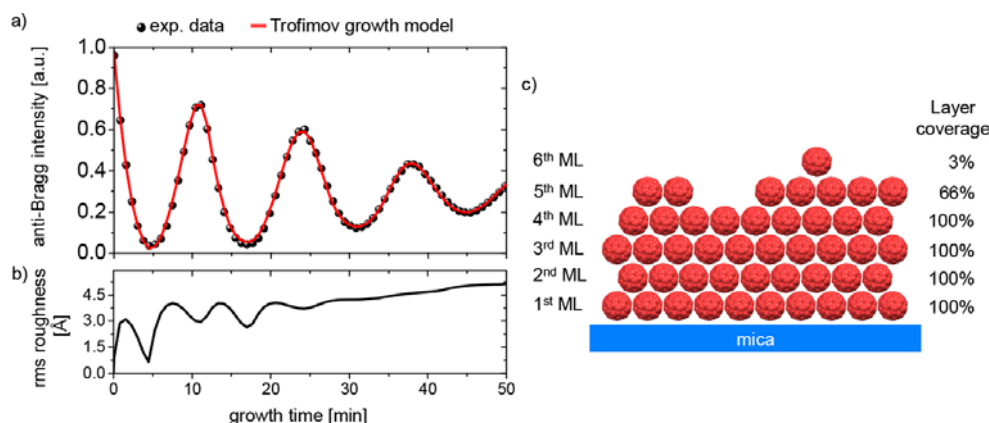 a)
exp. data
Trofimov growth model
anti-Bragg intensity [a.u.]
1.0
0.8
0.6
0.4
0.2
0.0
b)
rms roughness
[Å]
4.5
3.0
1.5
0.0
0 10 20 30 40 50
growth time [min]
c)
Layer
coverage
6th ML 3%
5th ML 66%
4th ML 100%
3rd ML 100%
2nd ML 100%
1st ML 100%
mica